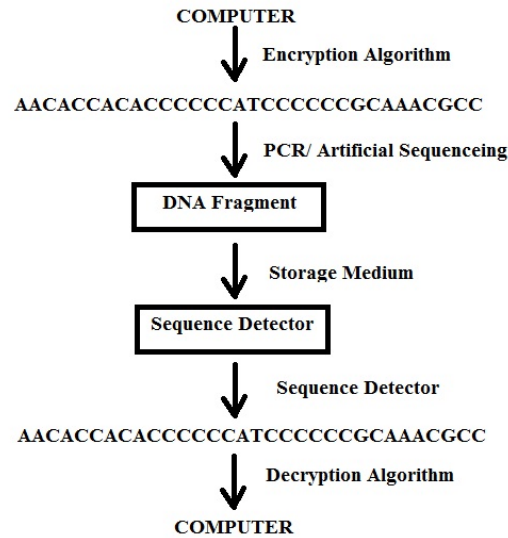 COMPUTER
Encryption Algorithm
AACACCACACCCCCCATCCCCCCGCAAACGCC
PCR/ Artificial Sequenceing
DNA Fragment
Storage Medium
Sequence Detector
Sequence Detector
AACACCACACCCCCCATCCCCCCGCAAACGCC
Decryption Algorithm
COMPUTER